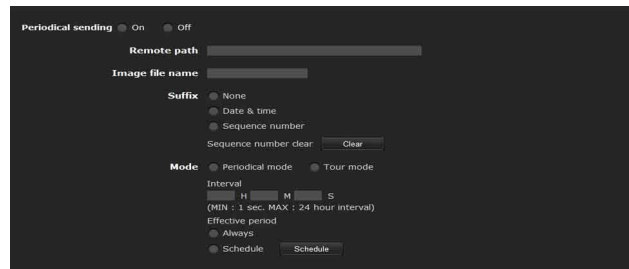 Periodical sending On Off
Remote path
Image file name
Suffix None
Date & time
Sequence number
Sequence number clear Clear
Mode Periodical mode Tour mode
Interval
H M S
(MIN : 1 sec. MAX : 24 hour interval)
Effective period
Always
Schedule Schedule